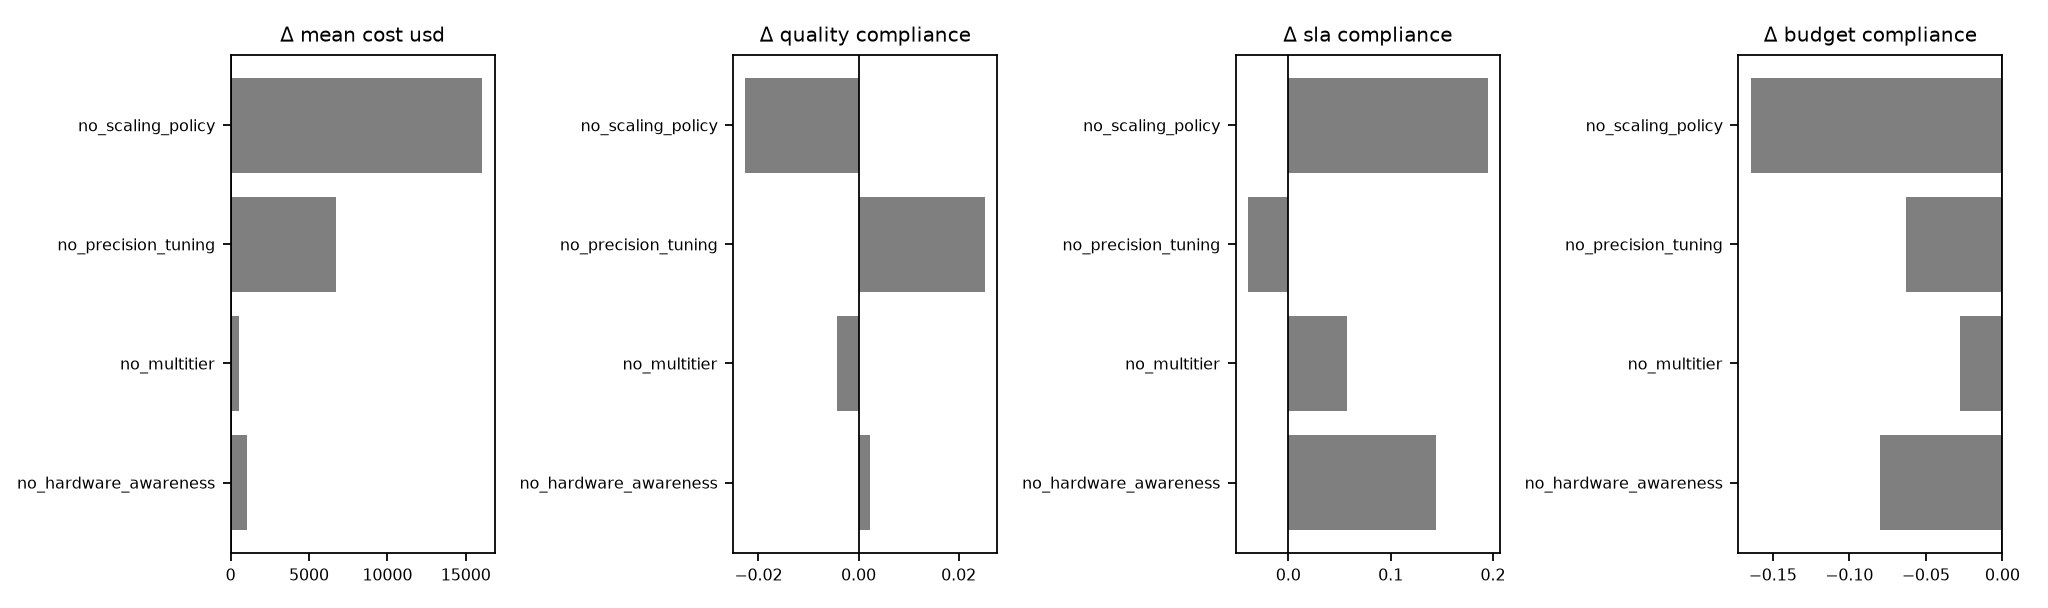 Δ mean cost usd
no_scaling_policy
no_precision_tuning
no_multitier
no_hardware_awareness
0 5000 10000 15000
Δ quality compliance
no_scaling_policy
no_precision_tuning
no_multitier
no_hardware_awareness
−0.02 0.00 0.02
Δ sla compliance
no_scaling_policy
no_precision_tuning
no_multitier
no_hardware_awareness
0.0 0.1 0.2
Δ budget compliance
no_scaling_policy
no_precision_tuning
no_multitier
no_hardware_awareness
−0.15 −0.10 −0.05 0.00